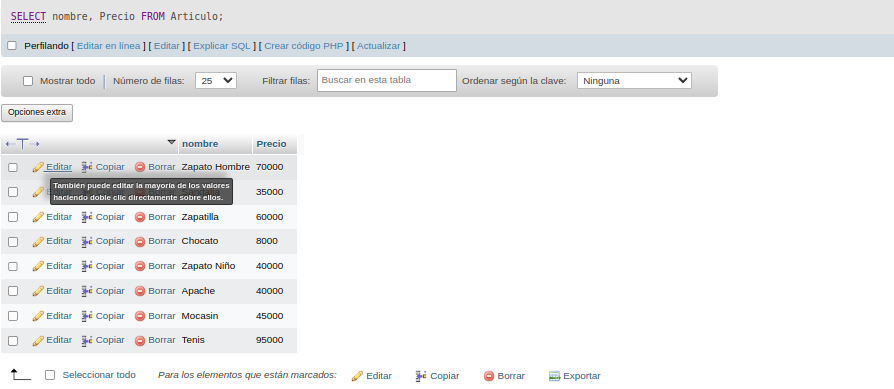 SELECT nombre, Precio FROM Articulo;
Perfilando [ Editar en línea ] [ Editar ] [ Explicar SQL ] [ Crear código PHP ] [ Actualizar ]
Mostrar todo Número de filas: 25 Filtrar filas: Buscar en esta tabla Ordenar según la clave: Ninguna
Opciones extra
nombre Precio
Editar Copiar Borrar Zapato Hombre 70000
También puede editar la mayoría de los valores
haciendo doble clic directamente sobre ellos.
35000
Editar Copiar Borrar Zapatilla 60000
Editar Copiar Borrar Chocato 8000
Editar Copiar Borrar Zapato Niño 40000
Editar Copiar Borrar Apache 40000
Editar Copiar Borrar Mocasin 45000
Editar Copiar Borrar Tenis 95000
Seleccionar todo Para los elementos que están marcados: Editar Copiar Borrar Exportar